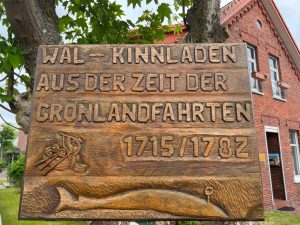 WAL - KINNLADEN
AUS DER ZEIT DER
GRÖNLANDFAHRTEN
1715/1782